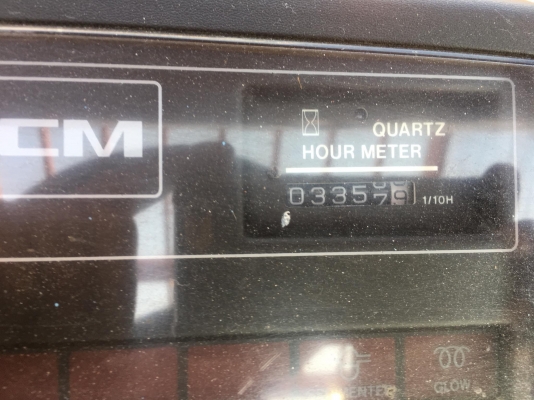 CM
QUARTZ
HOUR METER
033579 1/10H
GLOW